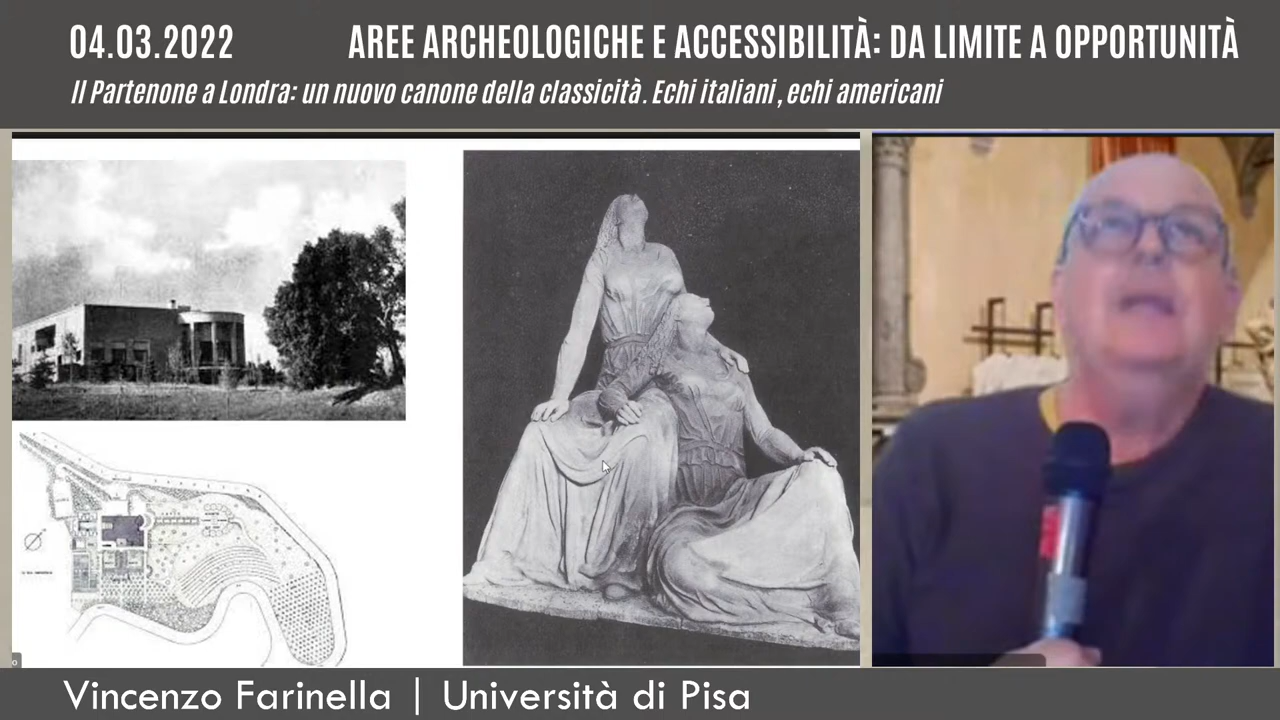 04.03.2022
AREE ARCHEOLOGICHE E ACCESSIBILITÀ: DA LIMITE A OPPORTUNITÀ
Il Partenone a Londra: un nuovo canone della classicità. Echi italiani, echi americani
Vincenzo Farinella | Università di Pisa